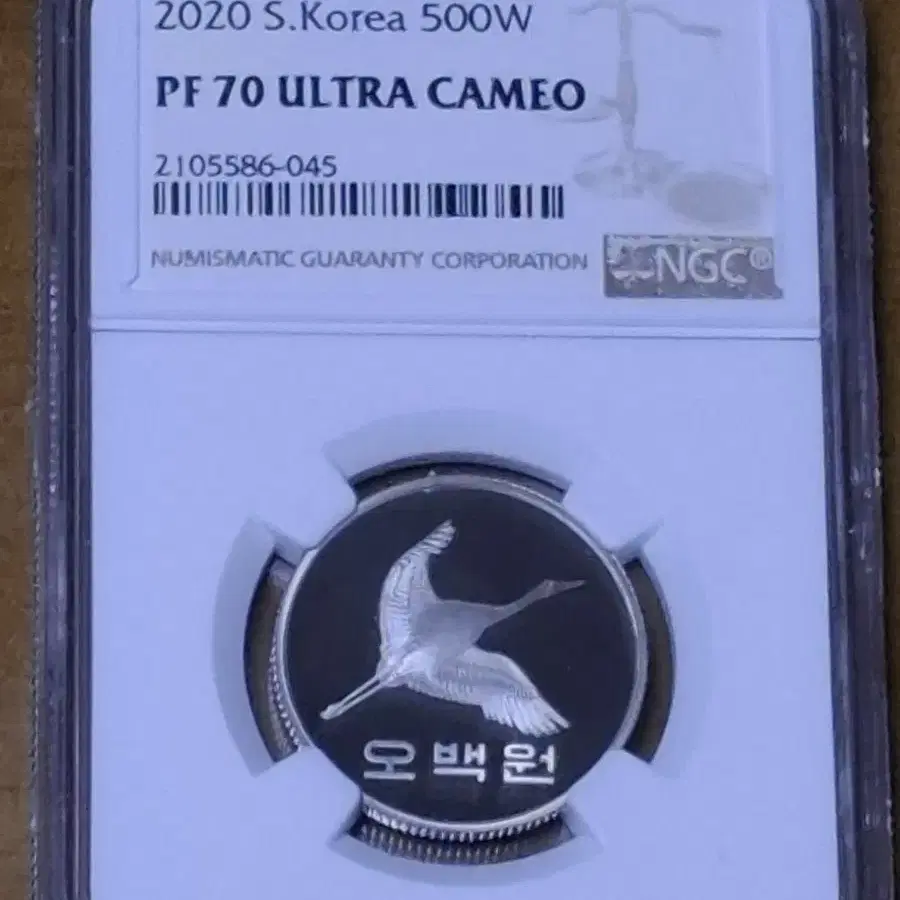 2020 S.Korea 500W
PF 70 ULTRA CAMEO
2105586-045
NUMISMATIC GUARANTY CORPORATION
NGC®
오백원